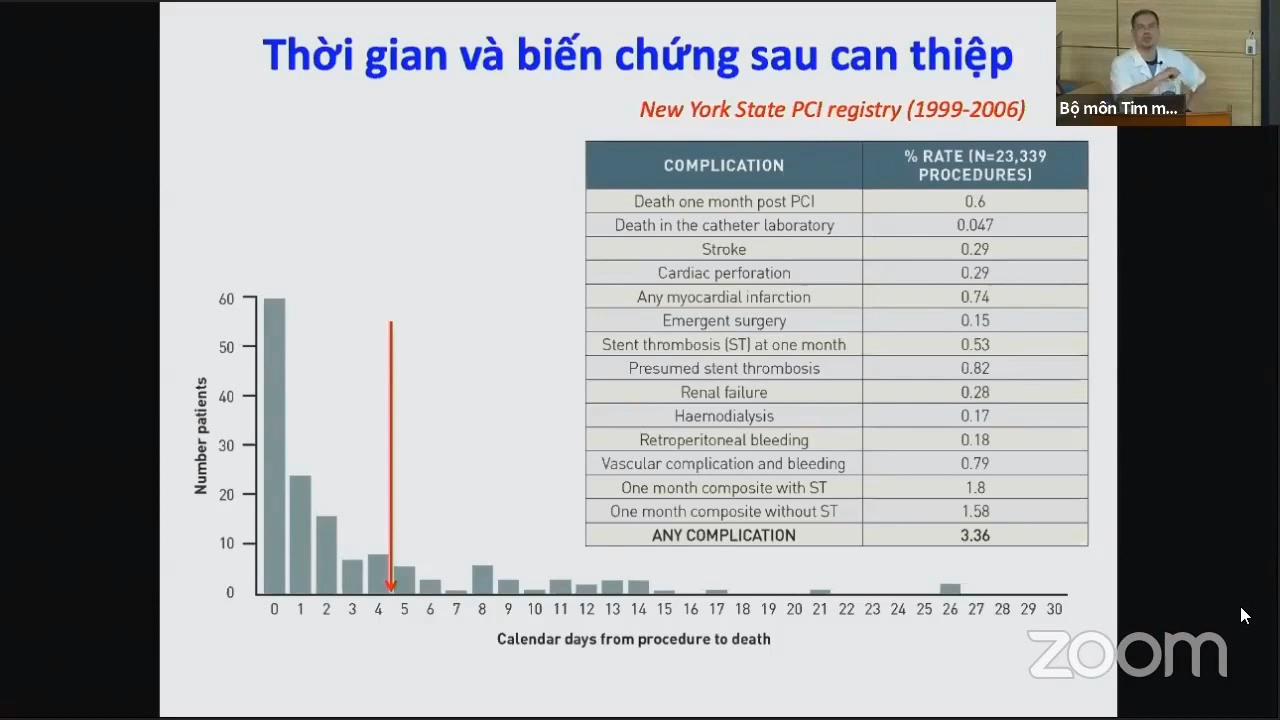 Thời gian và biến chứng sau can thiệp
New York State PCI registry (1999-2006)
Bộ môn Tim m...
COMPLICATION
% RATE (N=23,339
PROCEDURES)
Death one month post PCI 0.6
Death in the catheter laboratory 0.047
Stroke 0.29
Cardiac perforation 0.29
Any myocardial infarction 0.74
Emergent surgery 0.15
Stent thrombosis (ST) at one month 0.53
Presumed stent thrombosis 0.82
Renal failure 0.28
Haemodialysis 0.17
Retroperitoneal bleeding 0.18
Vascular complication and bleeding 0.79
One month composite with ST 1.8
One month composite without ST 1.58
ANY COMPLICATION 3.36
Number patients
60
50
40
30
20
10
0
0 1 2 3 4 5 6 7 8 9 10 11 12 13 14 15 16 17 18 19 20 21 22 23 24 25 26 27 28 29 30
Calendar days from procedure to death
zoom